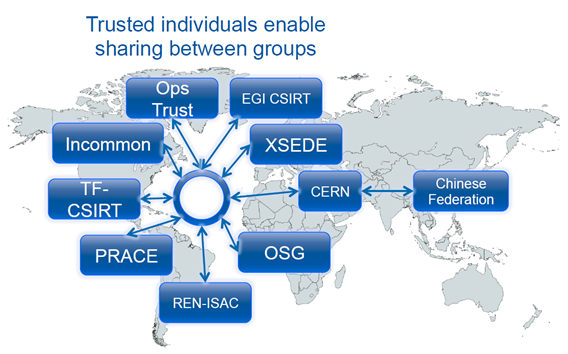 Trusted individuals enable
sharing between groups
Ops
Trust
EGI CSIRT
Incommon
XSEDE
TF-
CSIRT
CERN
Chinese
Federation
PRACE
OSG
REN-ISAC